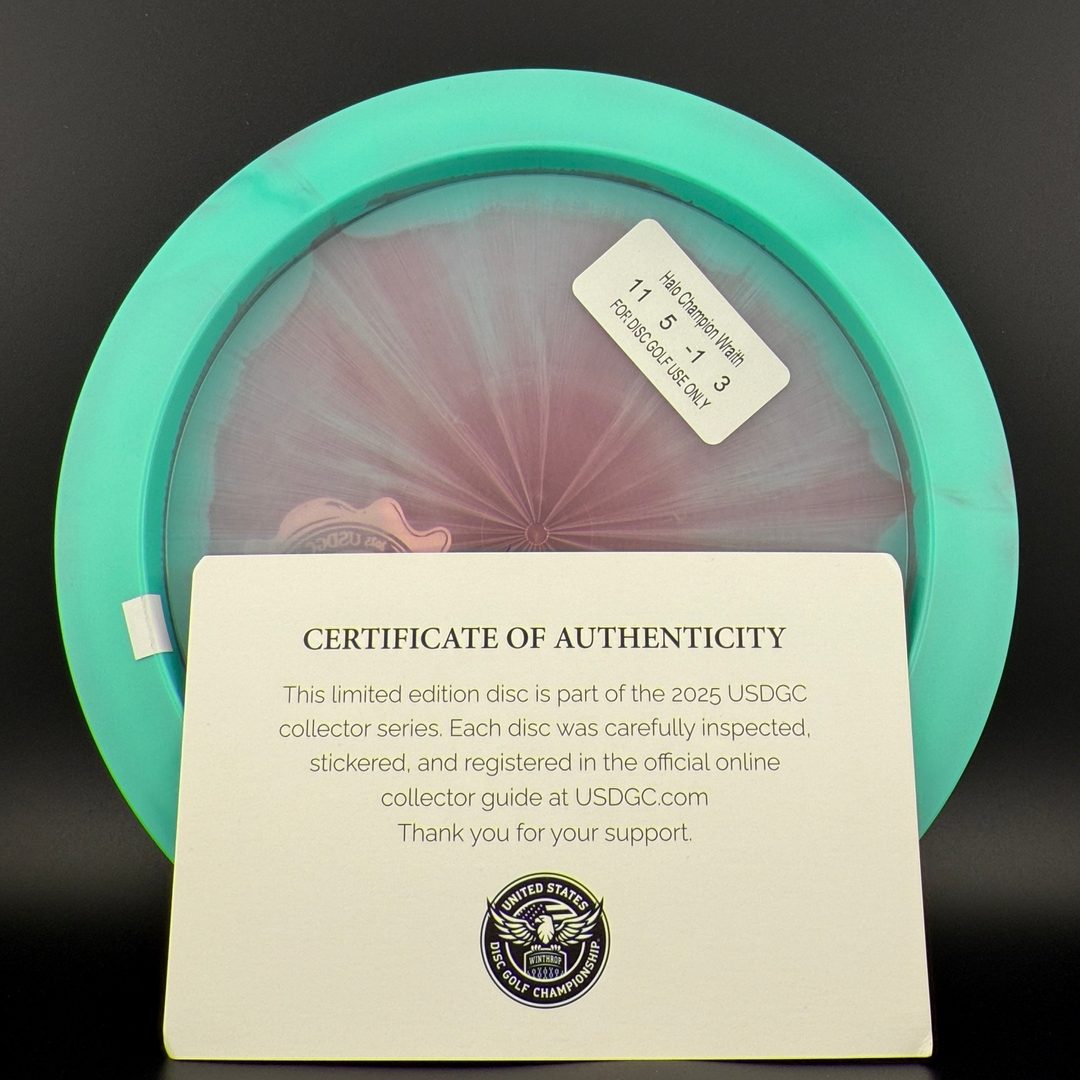 Halo Champion Wraith
11 5 -1 3
FOR DISC GOLF USE ONLY
USDGC
CERTIFICATE OF AUTHENTICITY
This limited edition disc is part of the 2025 USDGC
collector series. Each disc was carefully inspected,
stickered, and registered in the official online
collector guide at USDGC.com
Thank you for your support.
UNITED STATES
WINTHROP
DISC GOLF CHAMPIONSHIP